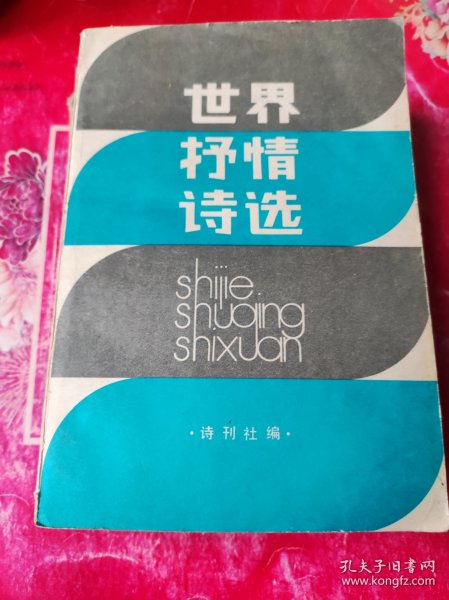 世界
抒情
诗选
shijie
shuqing
shixuan
·诗刊社编·
孔夫子旧书网
www.kongfz.com